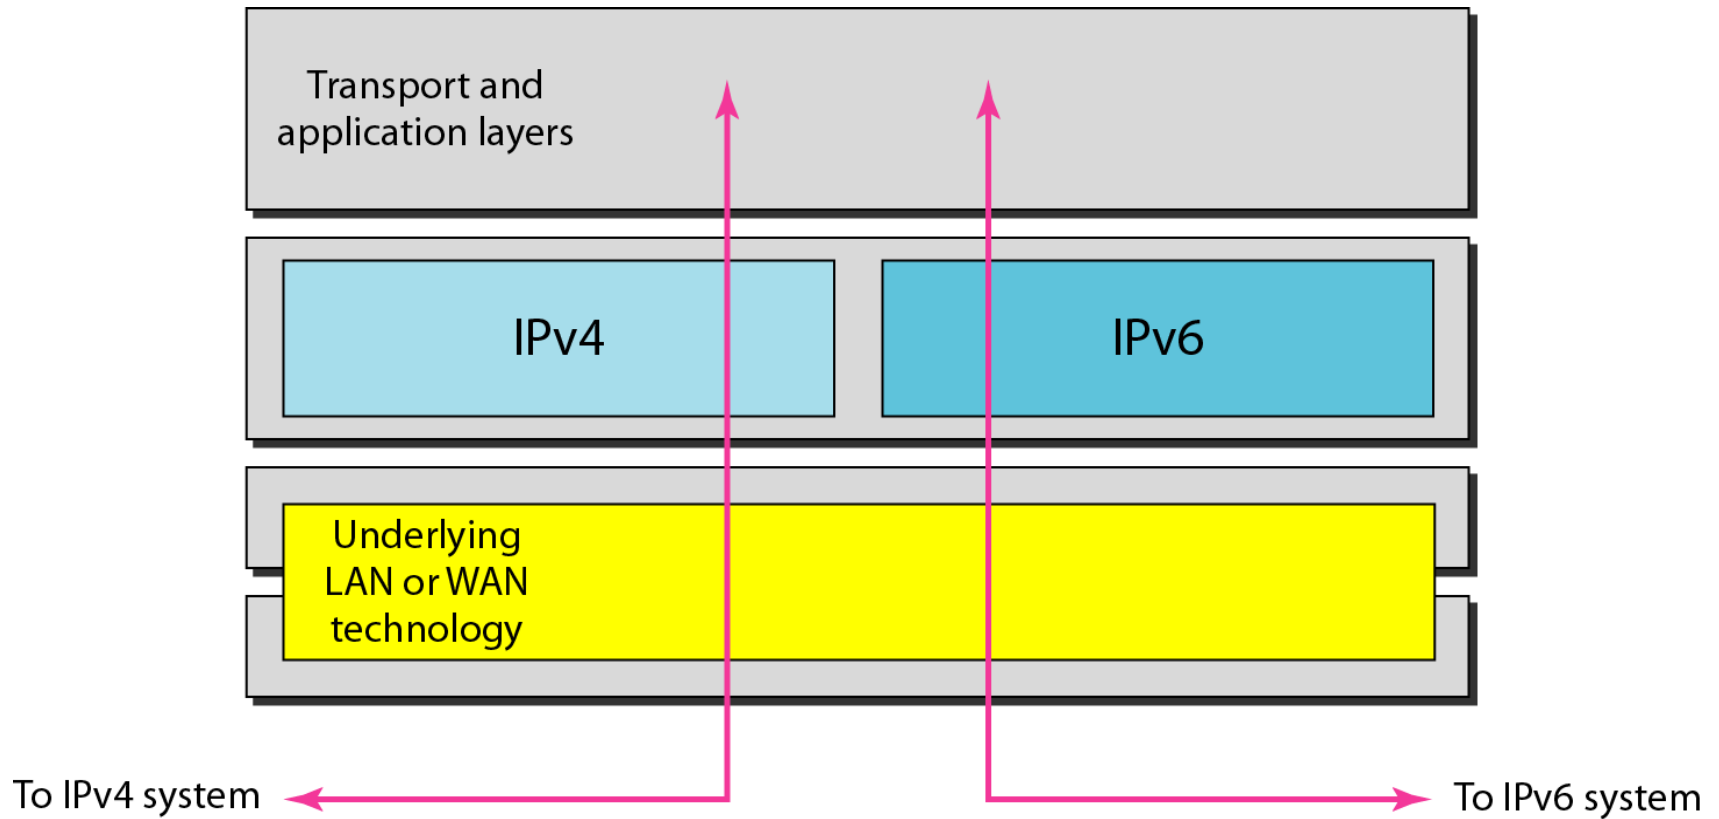 Transport and
application layers
IPv4
IPv6
Underlying
LAN or WAN
technology
To IPv4 system
To IPv6 system